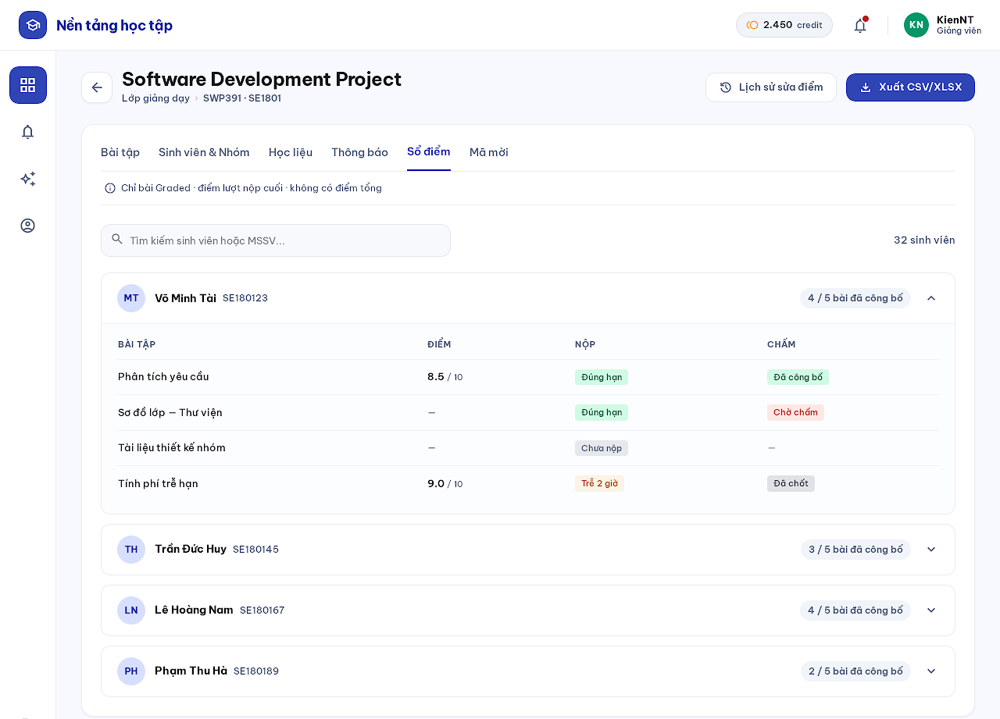 Nền tảng học tập
2.450 credit
KN
KienNT
Giảng viên
Software Development Project
Lớp giảng dạy › SWP391 · SE1801
Lịch sử sửa điểm
Xuất CSV/XLSX
Bài tập Sinh viên & Nhóm Học liệu Thông báo Sổ điểm Mã mời
Chỉ bài Graded · điểm lượt nộp cuối · không có điểm tổng
Tìm kiếm sinh viên hoặc MSSV...
32 sinh viên
MT Võ Minh Tài SE180123 4 / 5 bài đã công bố
BÀI TẬP ĐIỂM NỘP CHẤM
Phân tích yêu cầu 8.5 / 10 Đúng hạn Đã công bố
Sơ đồ lớp — Thư viện — Đúng hạn Chờ chấm
Tài liệu thiết kế nhóm — Chưa nộp —
Tính phí trễ hạn 9.0 / 10 Trễ 2 giờ Đã chốt
TH Trần Đức Huy SE180145 3 / 5 bài đã công bố
LN Lê Hoàng Nam SE180167 4 / 5 bài đã công bố
PH Phạm Thu Hà SE180189 2 / 5 bài đã công bố